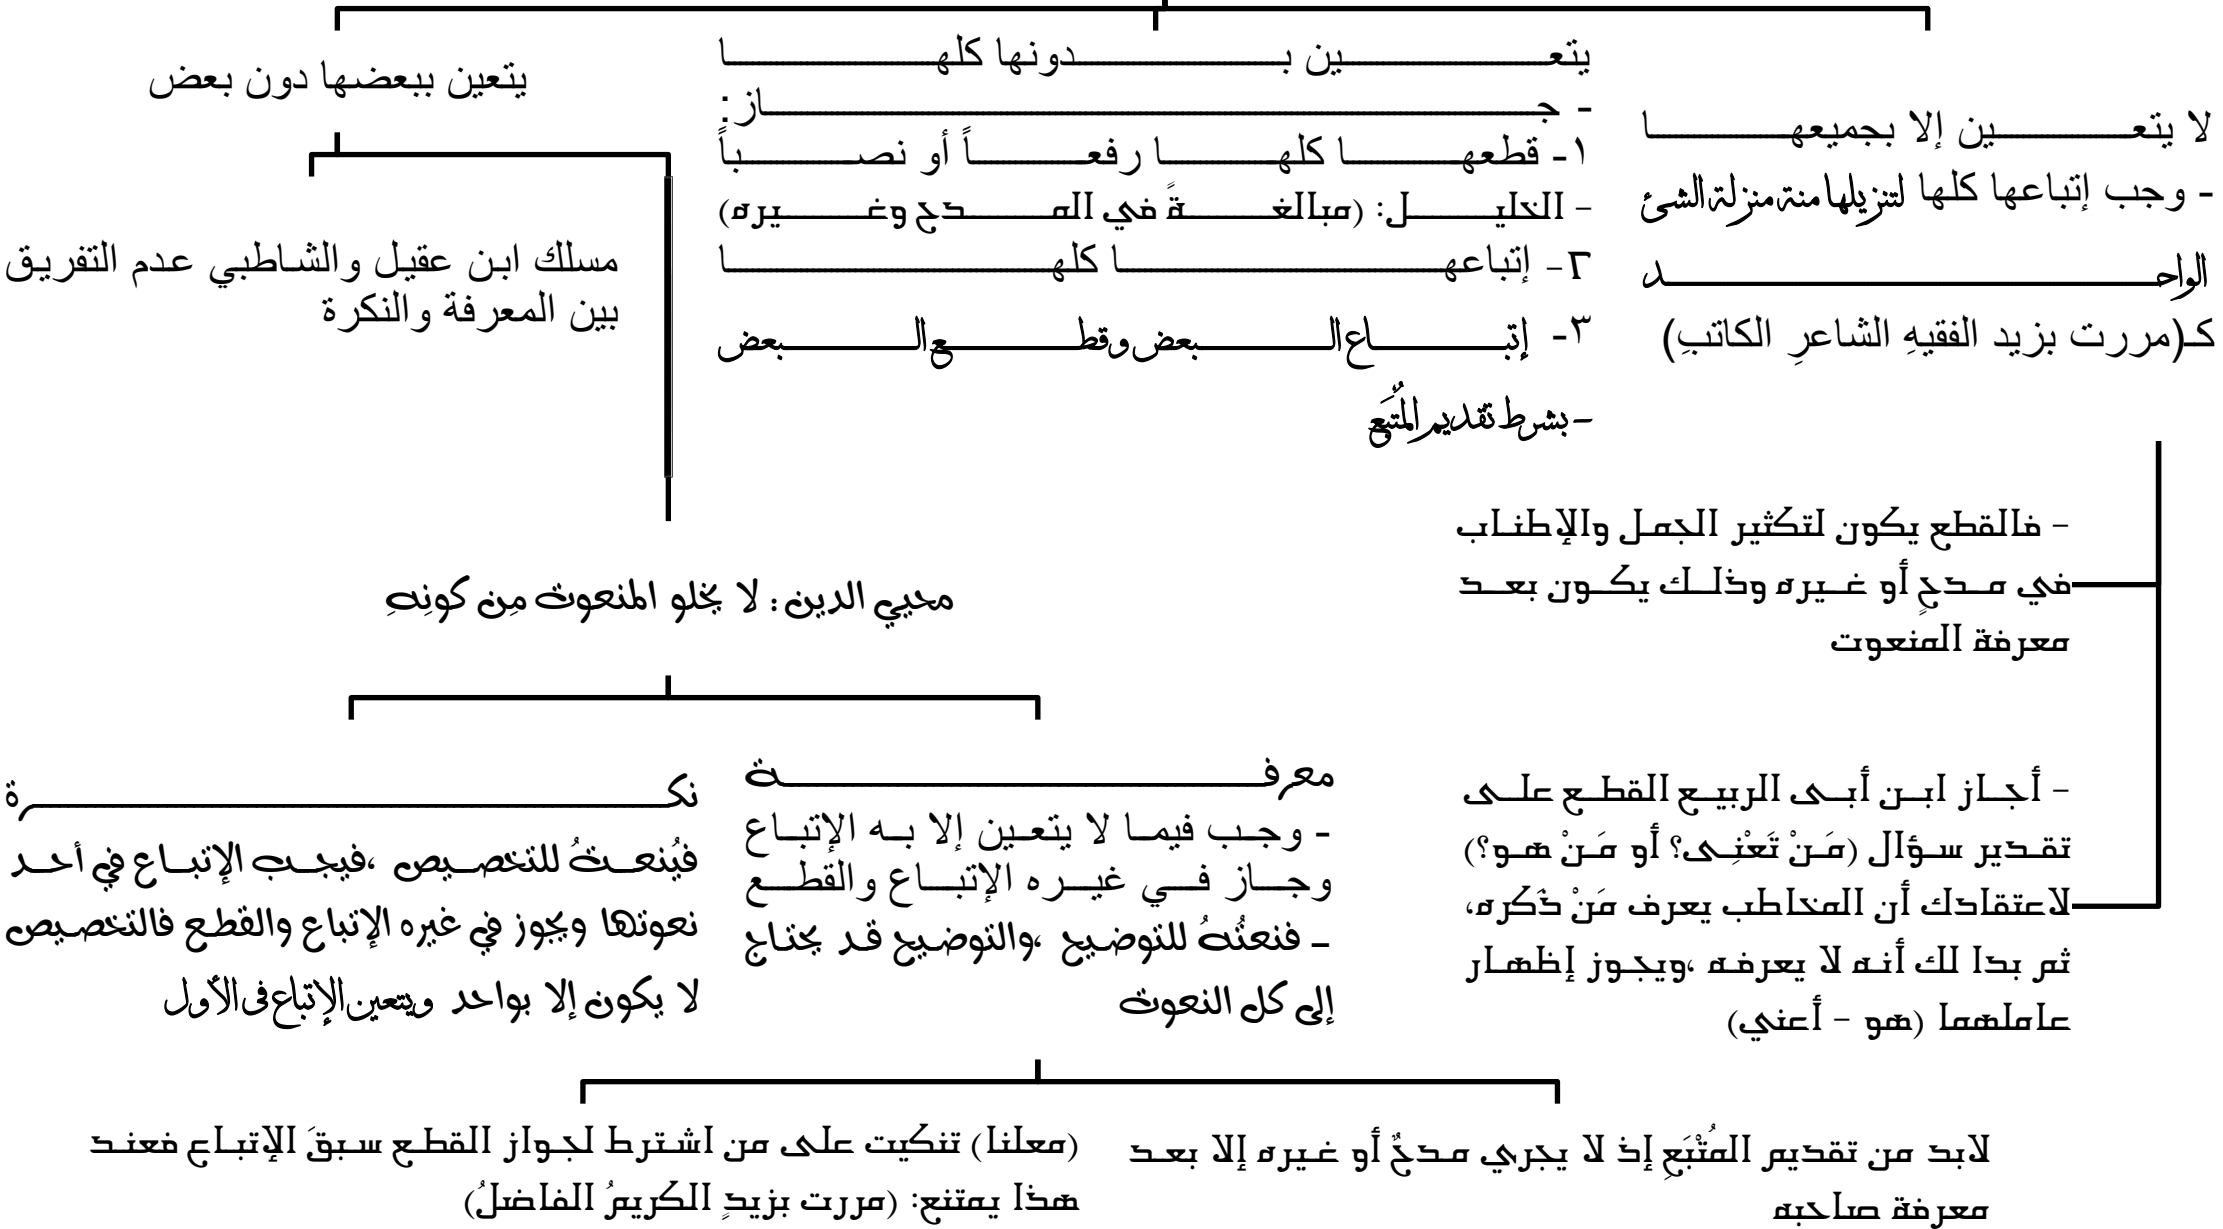 لا يتعين إلا بجميعها
- وجب إتباعها كلها لتنزيلها منة منزلة الشئ
الواحد
كـ(مررت بزيد الفقيهِ الشاعرِ الكاتبِ)
- فالقطع يكون لتكثير الجمل والإطناب
في مدحٍ أو غيره وذلك يكون بعد
معرفة المنعوت
- أجاز ابن أبى الربيع القطع على
تقدير سؤال (مَنْ تَعْنِى؟ أو مَنْ هو؟)
لاعتقادك أن المخاطب يعرف مَنْ ذَكره،
ثم بدا لك أنه لا يعرفه ،ويجوز إظهار
عاملهما (هو - أعني)
يتعين بدونها كلها
- جاز:
١- قطعها كلها رفعاً أو نصباً
- الخليل: (مبالغةً في المدح وغيره)
٢- إتباعها كلها
٣- إتباع البعض وقطع البعض
- بشرط تقديم المُتْبَع
يتعين ببعضها دون بعض
مسلك ابن عقيل والشاطبي عدم التفريق
بين المعرفة والنكرة
محيي الدين: لا يخلو المنعوت مِن كونِهِ
معرفة
- وجب فيما لا يتعين إلا به الإتباع
وجاز في غيره الإتباع والقطع
- فنعتُهُ للتوضيح ،والتوضيح قد يحتاج
إلى كل النعوت
نكرة
فيُنعتُ للتخصيص ،فيجب الإتباع في أحد
نعوتها ويجوز في غيره الإتباع والقطع فالتخصيص
لا يكون إلا بواحد ويتعين الإتباع فى الأول
لابد من تقديم المُتْبَعِ إذ لا يجري مدحٌ أو غيره إلا بعد
معرفة صاحبه
(معلنا) تنكيت على من اشترط لجواز القطع سبقَ الإتباع فعند
هذا يمتنع: (مررت بزيدٍ الكريمُ الفاضلُ)